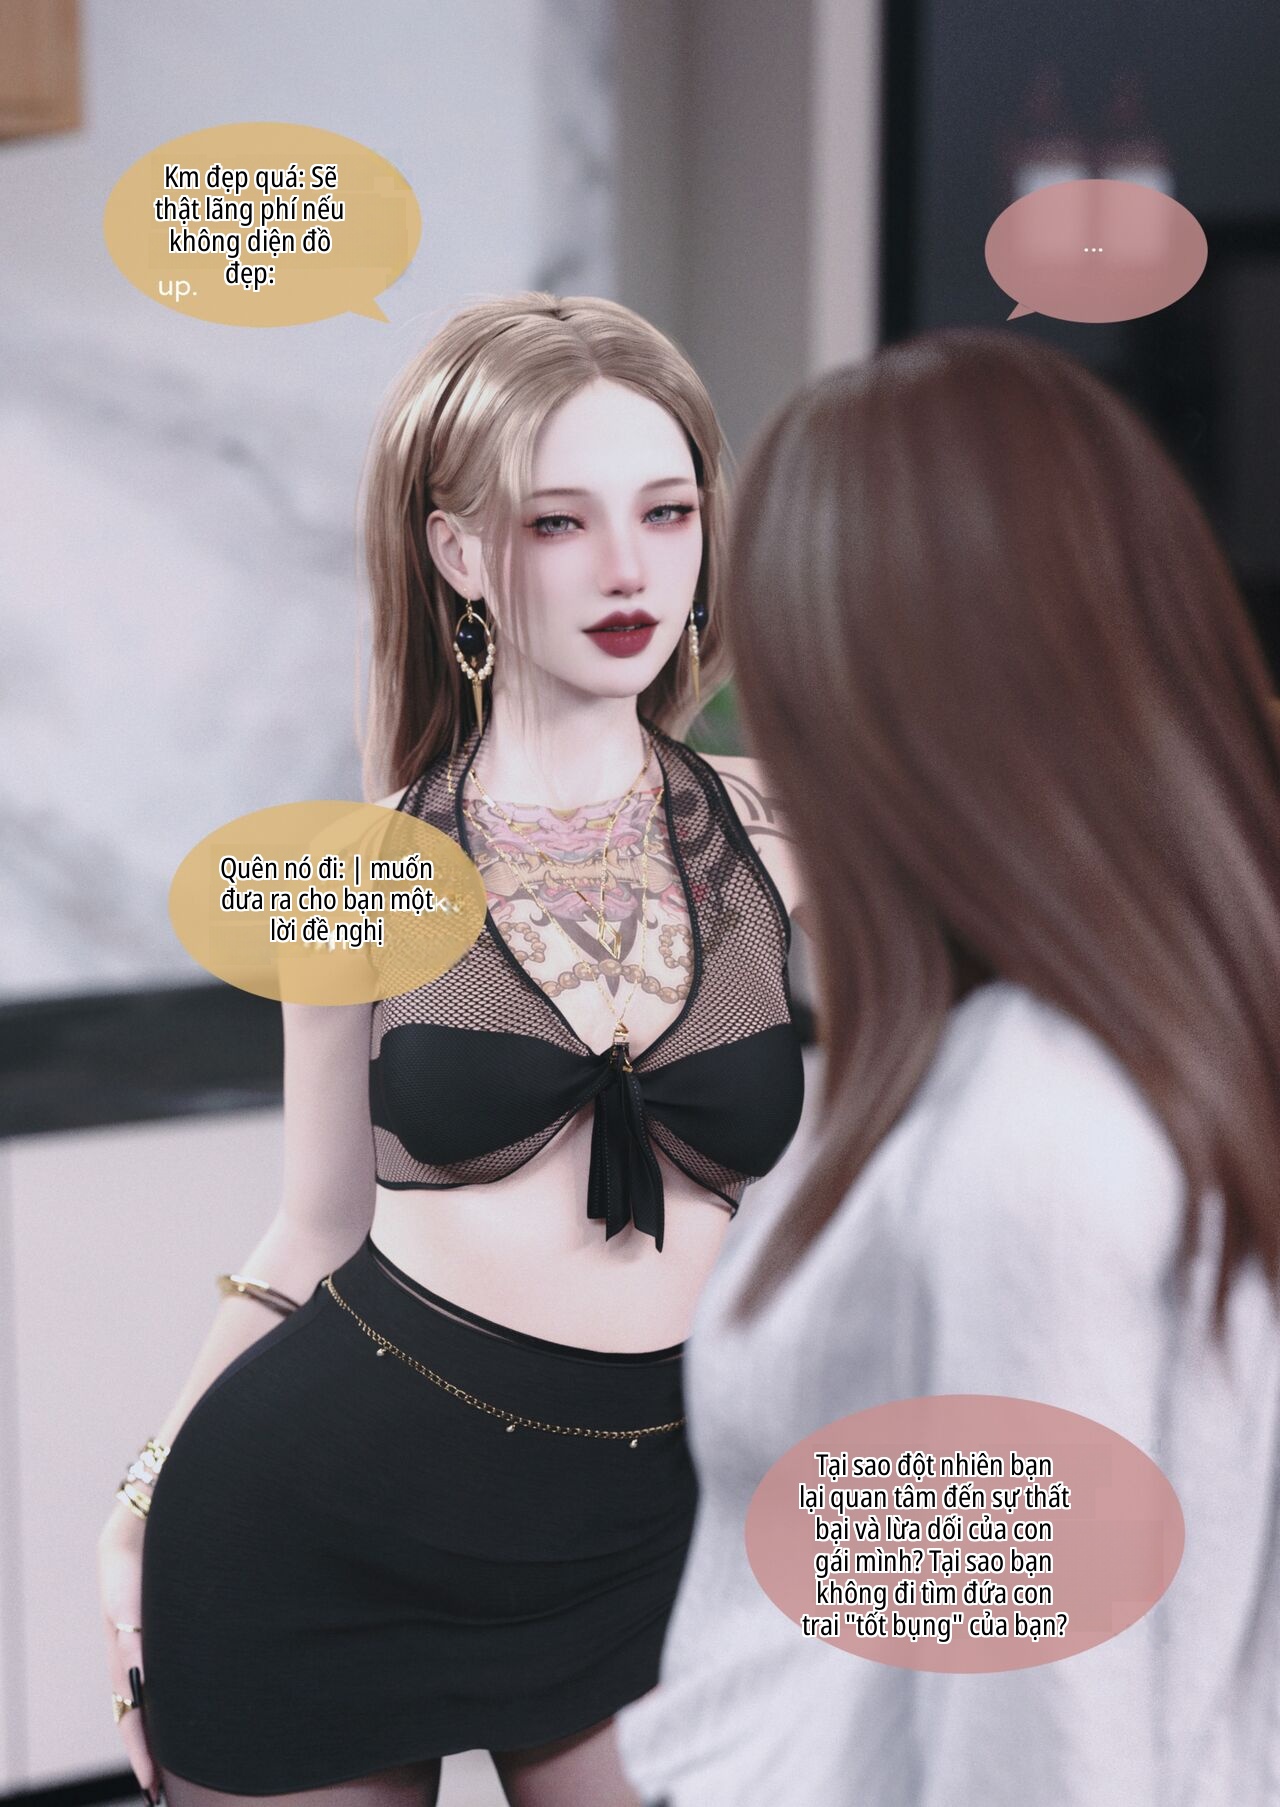 Km đẹp quá: Sẽ
thật lãng phí nếu
không diện đồ
đẹp:
up.
...
Quên nó đi: | muốn
đưa ra cho bạn một
lời đề nghị
Tại sao đột nhiên bạn
lại quan tâm đến sự thất
bại và lừa dối của con
gái mình? Tại sao bạn
không đi tìm đứa con
trai "tốt bụng" của bạn?